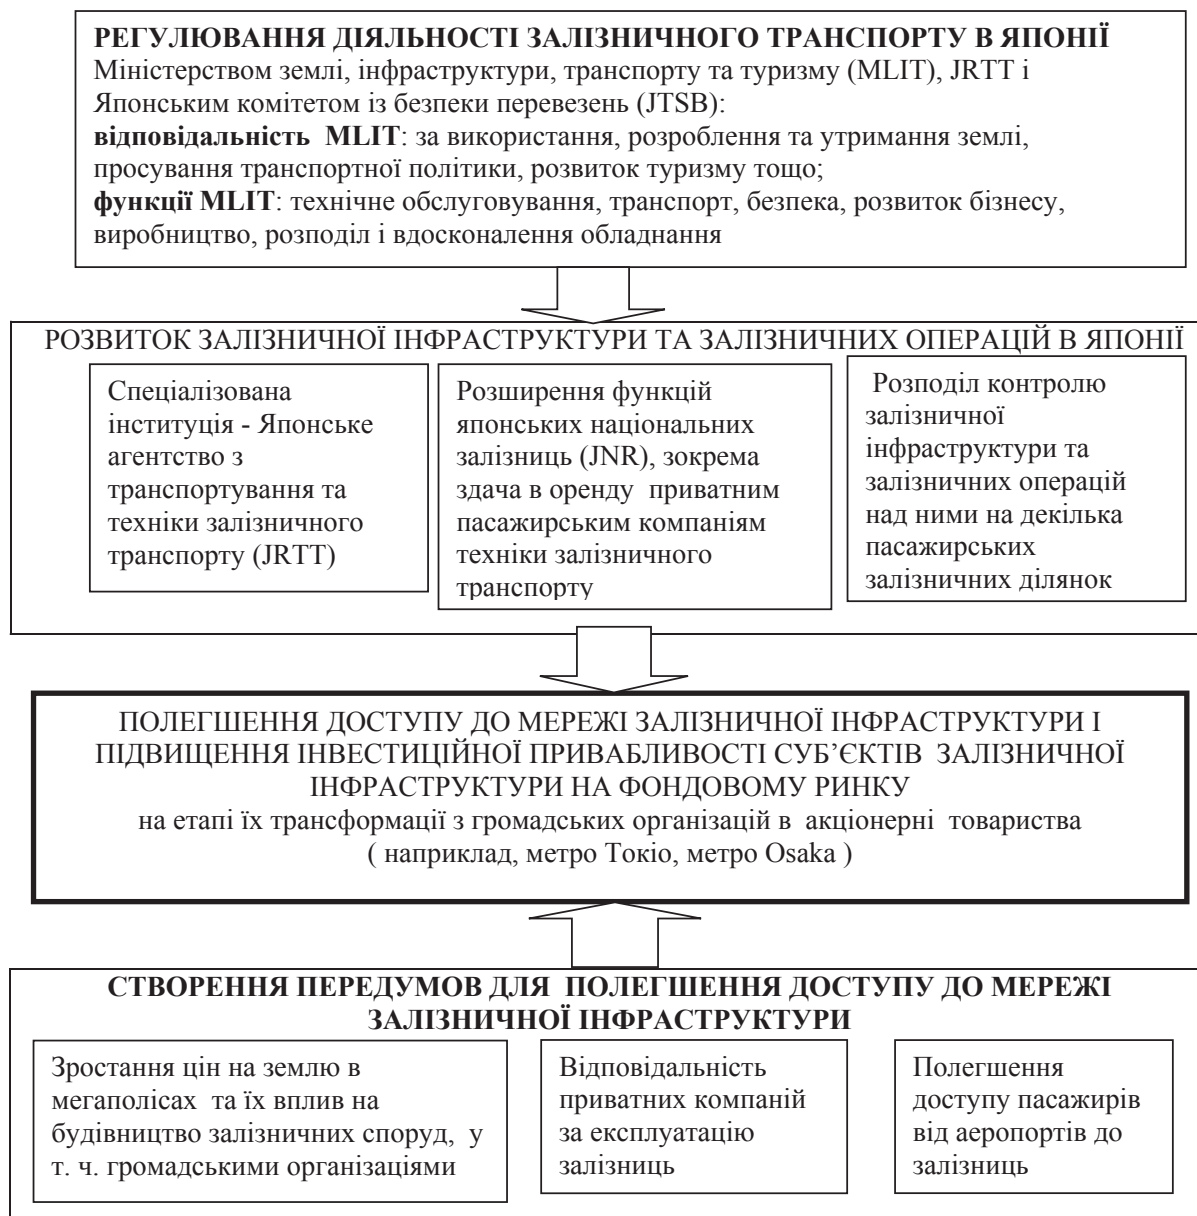 РЕГУЛЮВАННЯ ДІЯЛЬНОСТІ ЗАЛІЗНИЧНОГО ТРАНСПОРТУ В ЯПОНІЇ
Міністерством землі, інфраструктури, транспорту та туризму (MLIT), JRTT і
Японським комітетом із безпеки перевезень (JTSB):
відповідальність MLIT: за використання, розроблення та утримання землі,
просування транспортної політики, розвиток туризму тощо;
функції MLIT: технічне обслуговування, транспорт, безпека, розвиток бізнесу,
виробництво, розподіл і вдосконалення обладнання
РОЗВИТОК ЗАЛІЗНИЧНОЇ ІНФРАСТРУКТУРИ ТА ЗАЛІЗНИЧНИХ ОПЕРАЦІЙ В ЯПОНІЇ
Спеціалізована
інституція - Японське
агентство з
транспортування та
техніки залізничного
транспорту (JRTT)
Розширення функцій
японських національних
залізниць (JNR), зокрема
здача в оренду приватним
пасажирським компаніям
техніки залізничного
транспорту
Розподіл контролю
залізничної
інфраструктури та
залізничних операцій
над ними на декілька
пасажирських
залізничних ділянок
ПОЛЕГШЕННЯ ДОСТУПУ ДО МЕРЕЖІ ЗАЛІЗНИЧНОЇ ІНФРАСТРУКТУРИ І
ПІДВИЩЕННЯ ІНВЕСТИЦІЙНОЇ ПРИВАБЛИВОСТІ СУБ’ЄКТІВ ЗАЛІЗНИЧНОЇ
ІНФРАСТРУКТУРИ НА ФОНДОВОМУ РИНКУ
на етапі їх трансформації з громадських організацій в акціонерні товариства
( наприклад, метро Токіо, метро Osaka )
СТВОРЕННЯ ПЕРЕДУМОВ ДЛЯ ПОЛЕГШЕННЯ ДОСТУПУ ДО МЕРЕЖІ
ЗАЛІЗНИЧНОЇ ІНФРАСТРУКТУРИ
Зростання цін на землю в
мегаполісах та їх вплив на
будівництво залізничних споруд, у
т. ч. громадськими організаціями
Відповідальність
приватних компаній
за експлуатацію
залізниць
Полегшення
доступу пасажирів
від аеропортів до
залізниць